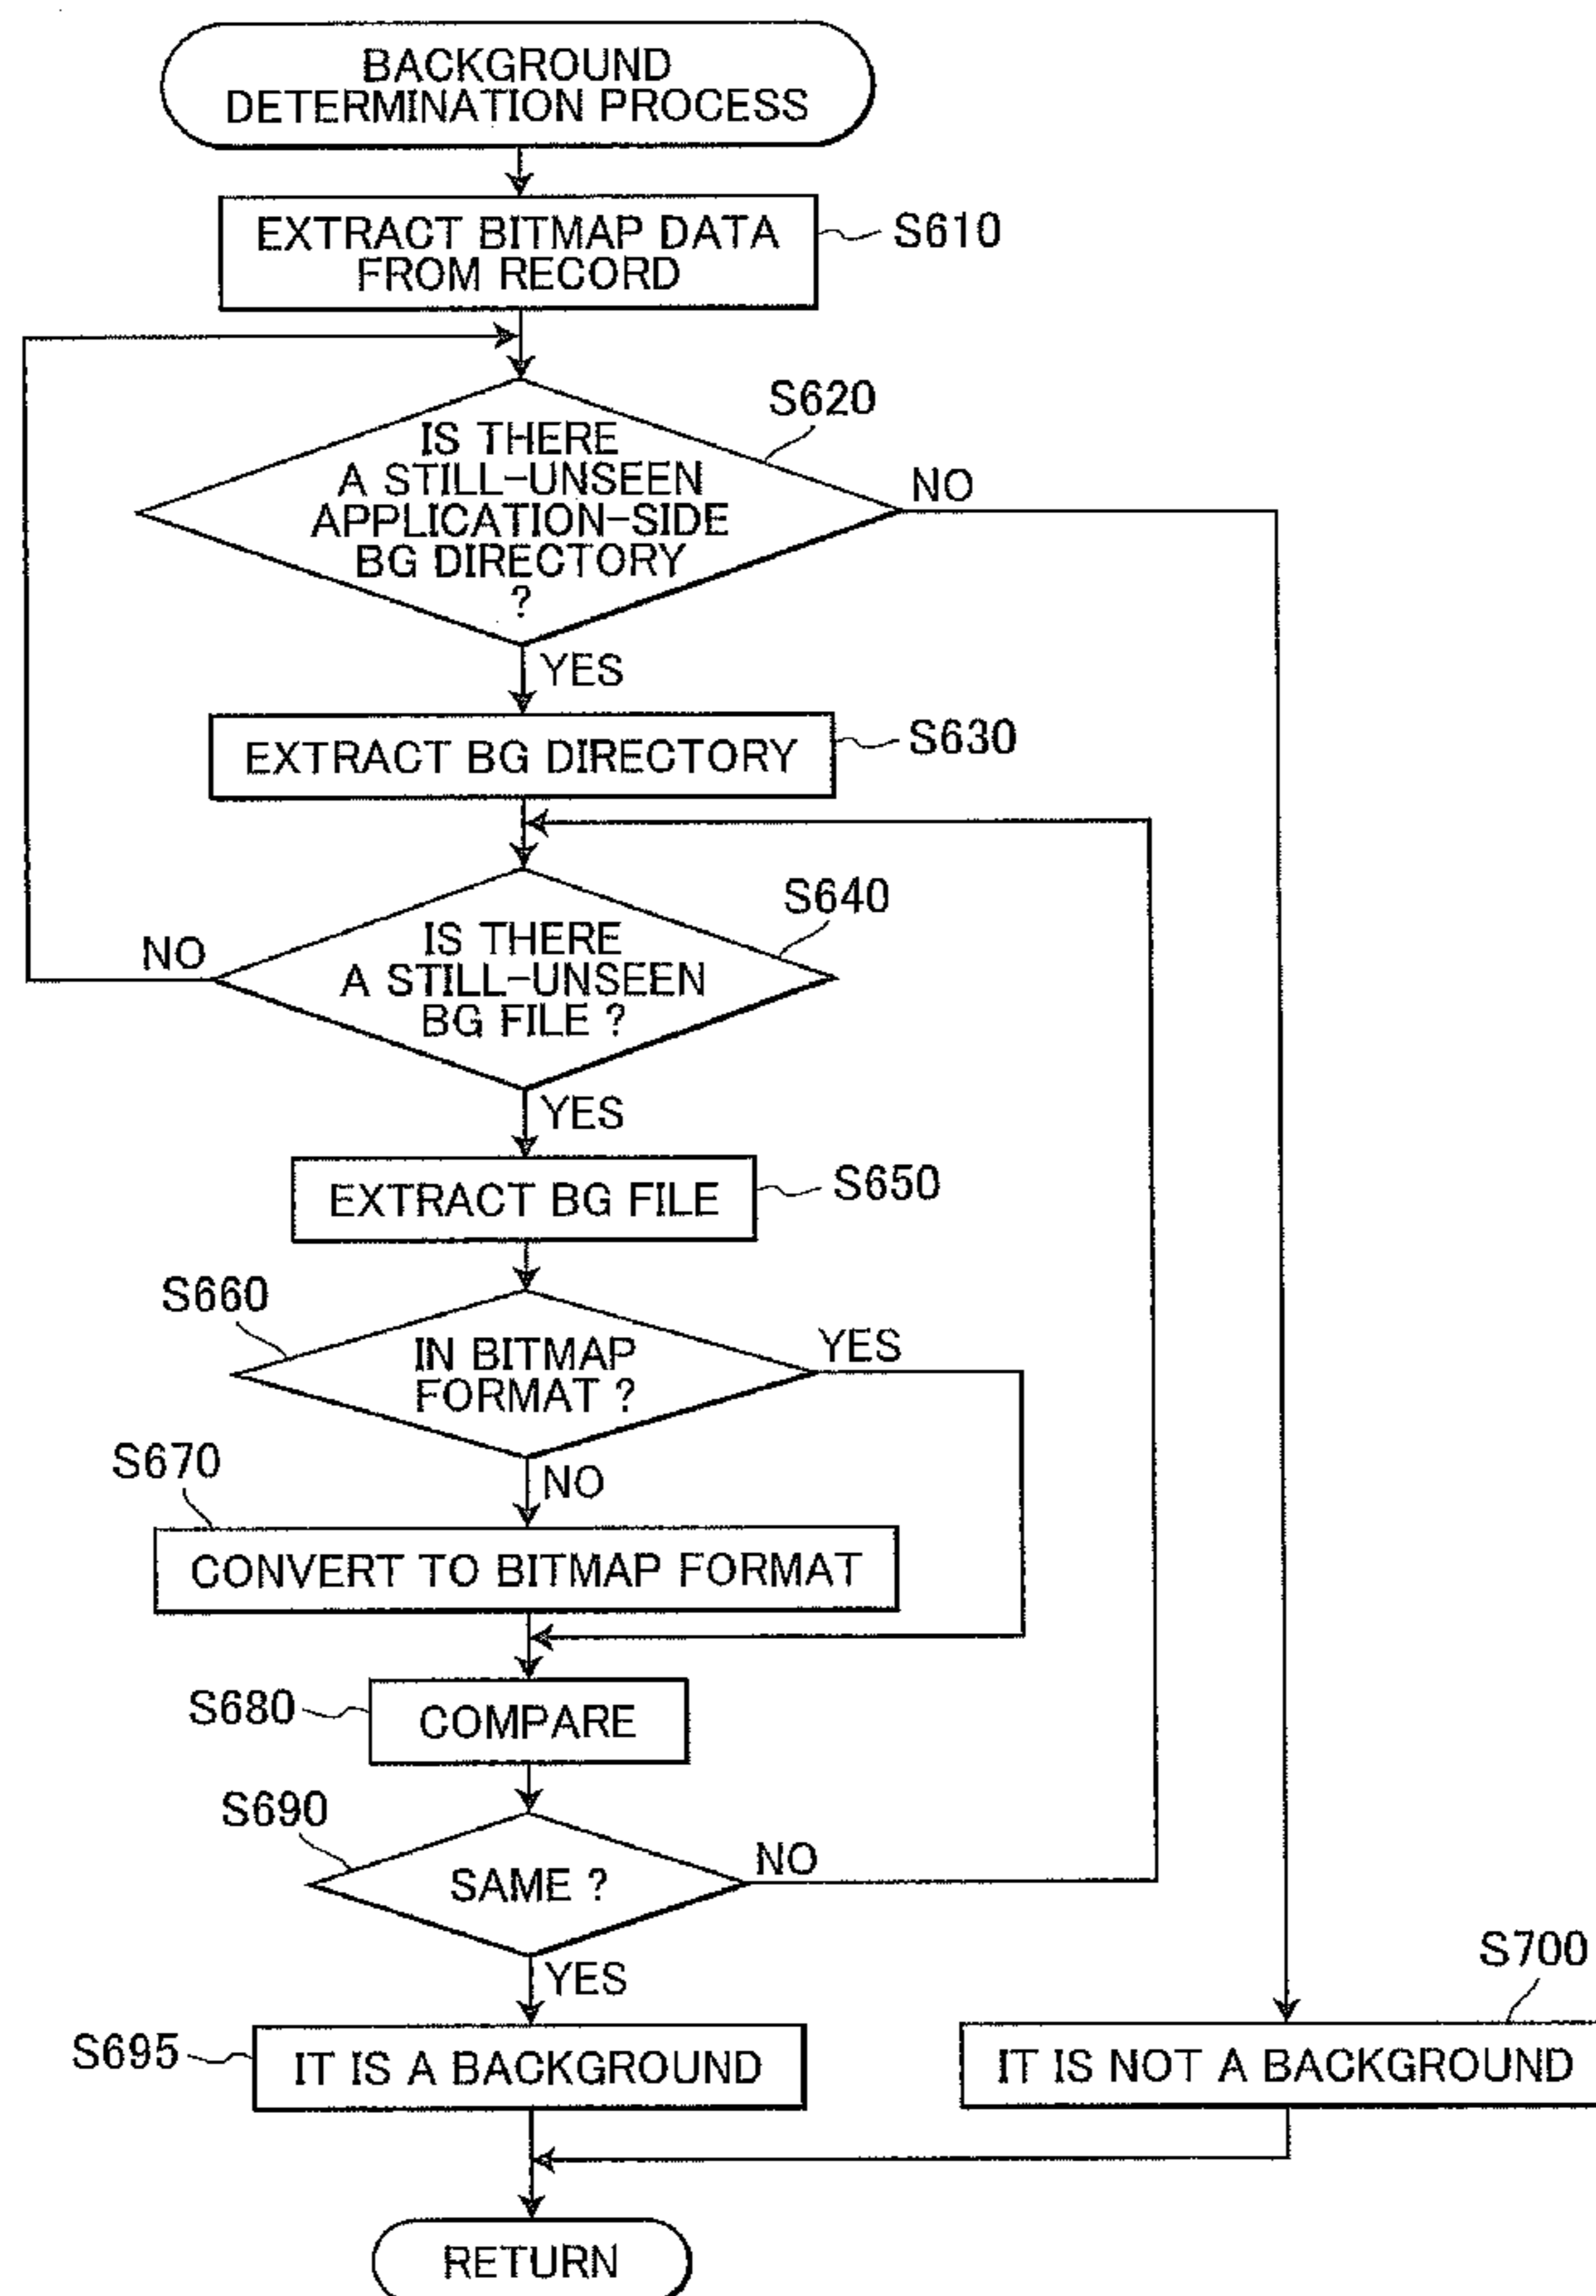 BACKGROUND
DETERMINATION PROCESS
EXTRACT BITMAP DATA
FROM RECORD
S610
S620
IS THERE
A STILL-UNSEEN
APPLICATION-SIDE
BG DIRECTORY
?
NO
YES
EXTRACT BG DIRECTORY
S630
S640
IS THERE
A STILL-UNSEEN
BG FILE ?
NO
YES
EXTRACT BG FILE
S650
S660
IN BITMAP
FORMAT ?
YES
NO
S670
CONVERT TO BITMAP FORMAT
S680
COMPARE
S690
SAME ?
NO
YES
S695
IT IS A BACKGROUND
S700
IT IS NOT A BACKGROUND
RETURN